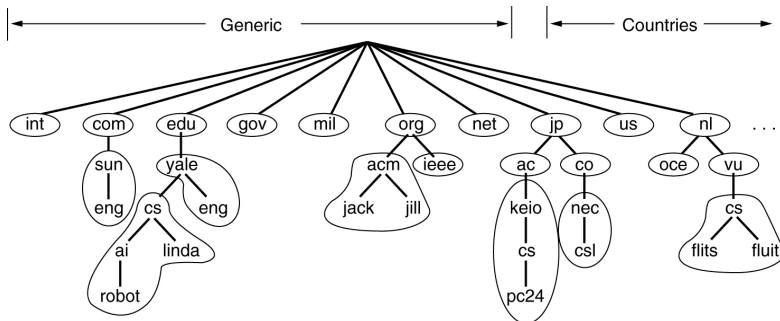 Generic Countries
int com edu gov mil org net jp us nl . . .
sun yale acm ieee ac co oce vu
eng cs eng jack jill keio nec cs
ai linda cs csl flits fluit
robot pc24